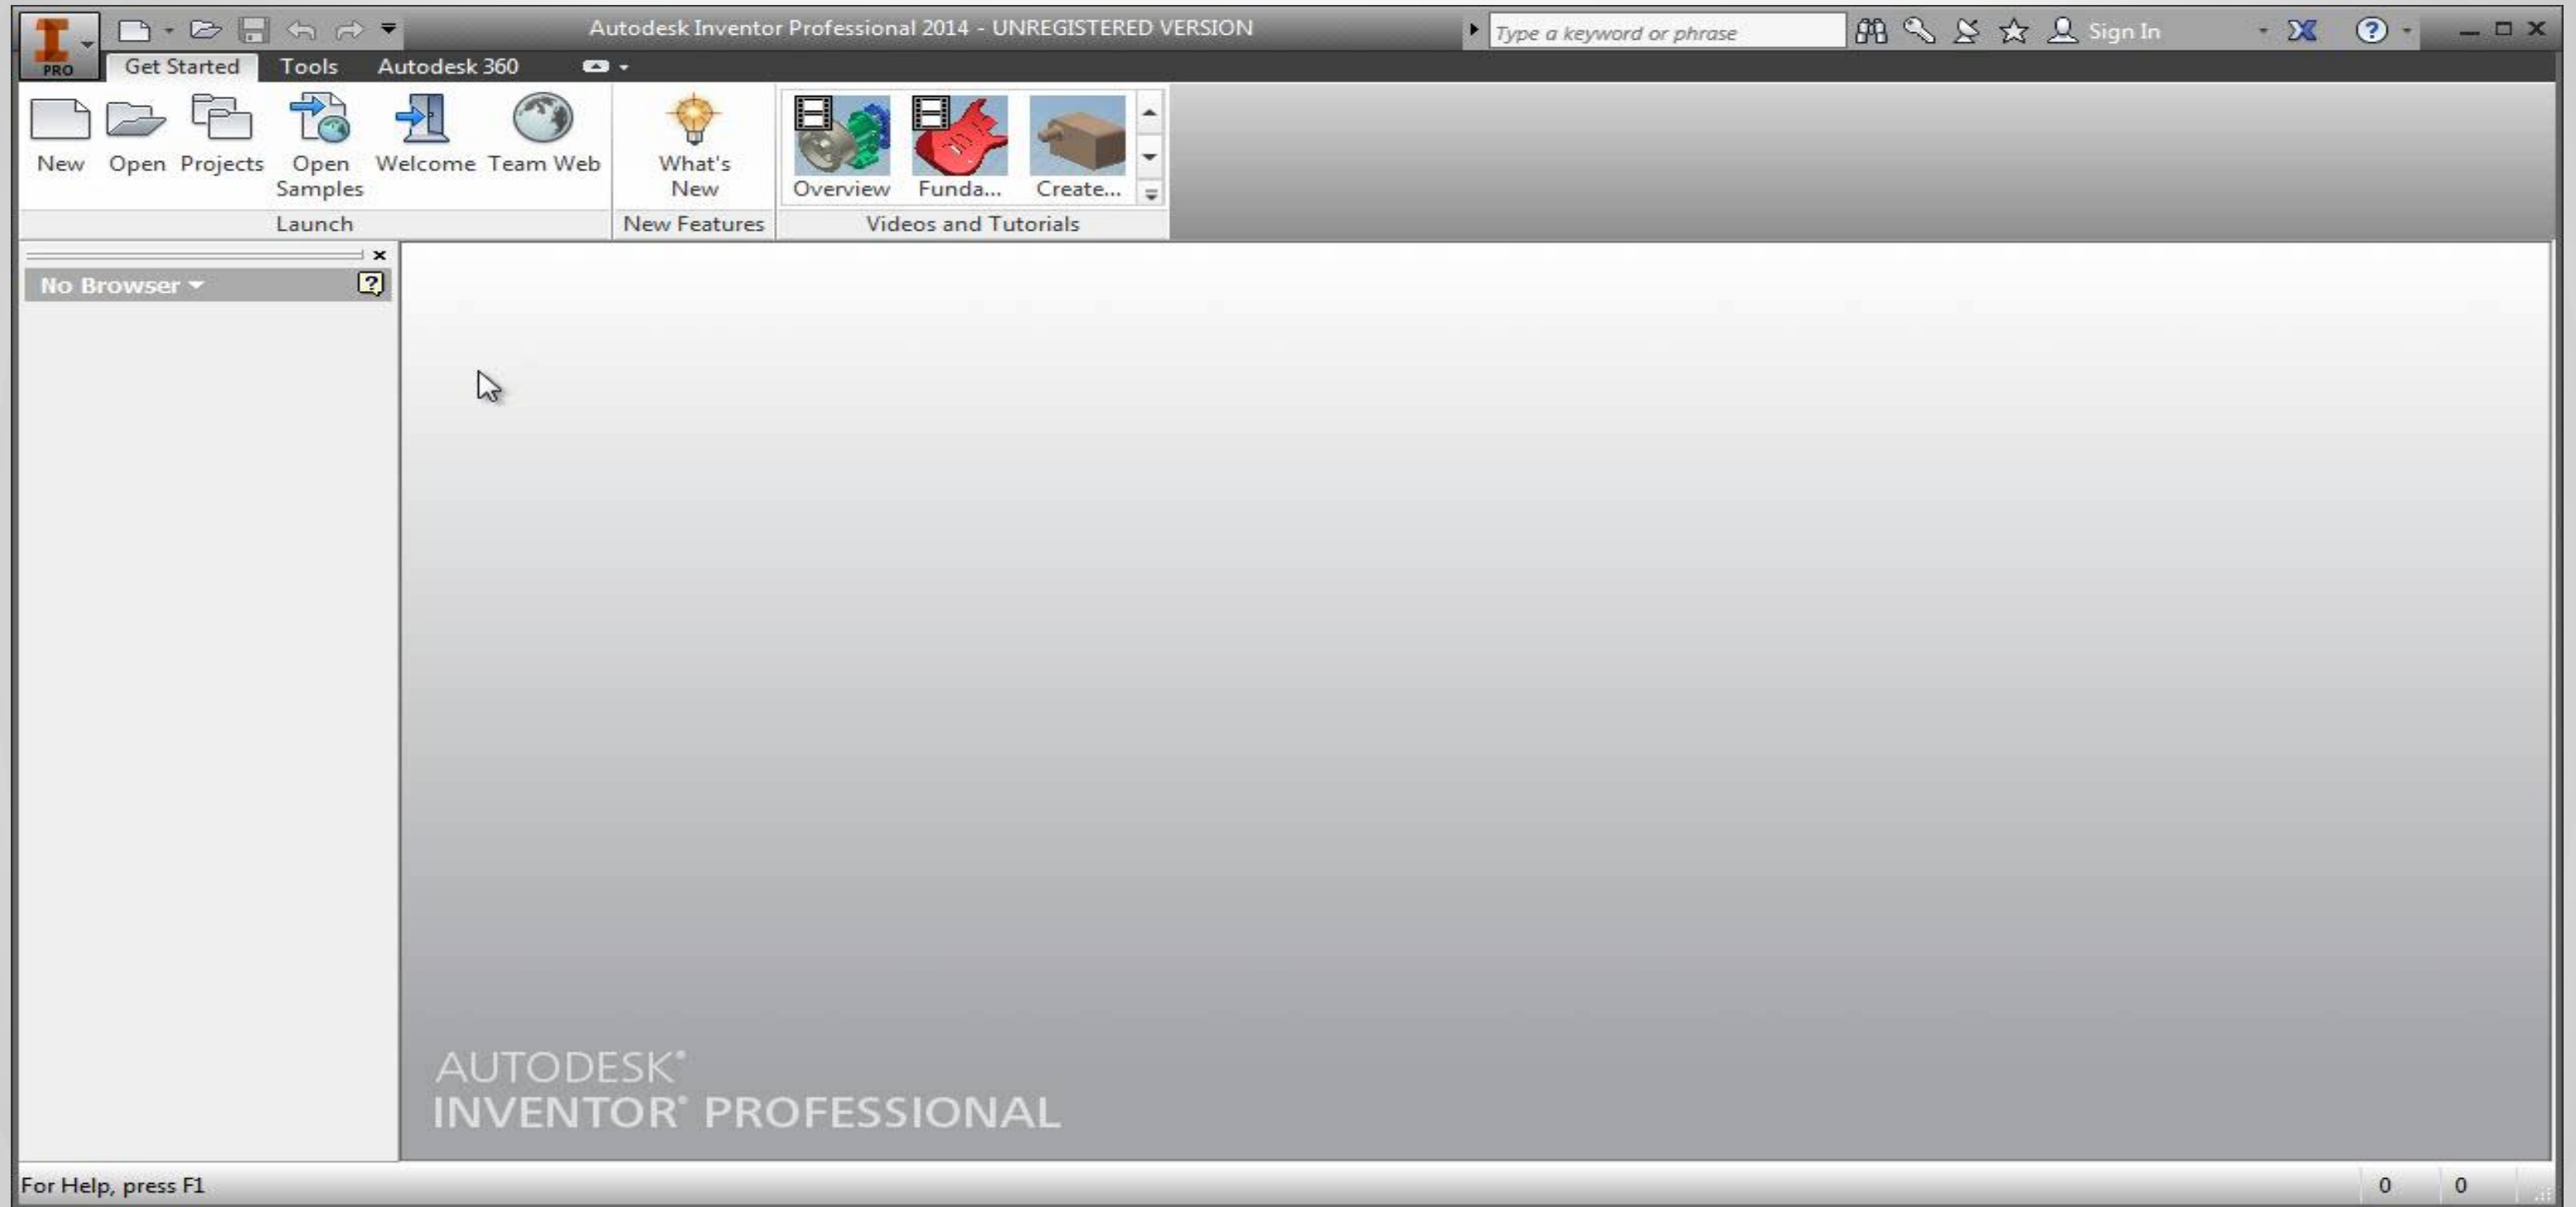 Autodesk Inventor Professional 2014 - UNREGISTERED VERSION
Type a keyword or phrase
Sign In
PRO
Get Started
Tools
Autodesk 360
New
Open
Projects
Open
Samples
Welcome
Team Web
What's
New
Overview
Funda...
Create...
Launch
New Features
Videos and Tutorials
No Browser
AUTODESK®
INVENTOR® PROFESSIONAL
For Help, press F1
0
0